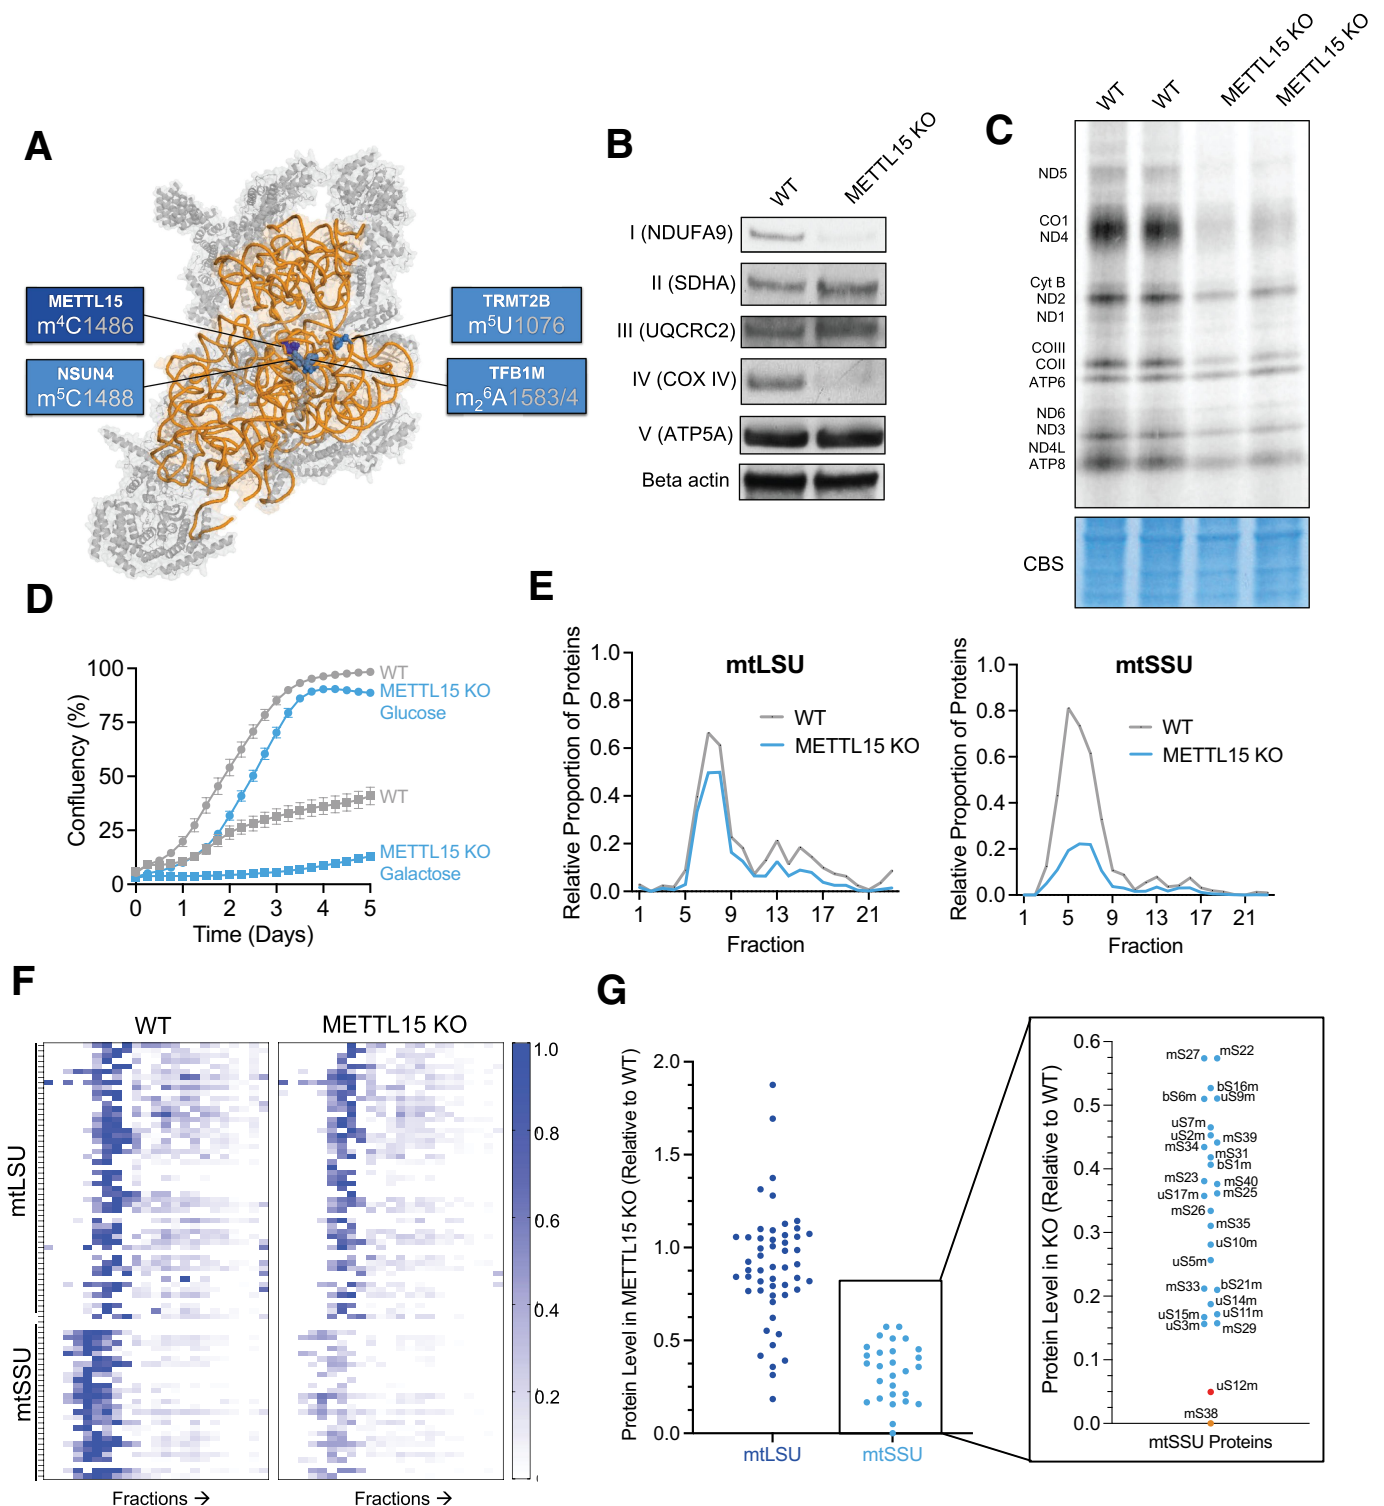 A
METTL15
m⁴C1486
NSUN4
m⁵C1488
TRMT2B
m⁵U1076
TFB1M
m₂⁶A1583/4
B
WT
METTL15 KO
I (NDUFA9)
II (SDHA)
III (UQCRC2)
IV (COX IV)
V (ATP5A)
Beta actin
C
WT
WT
METTL15 KO
METTL15 KO
ND5
CO1
ND4
Cyt B
ND2
ND1
COIII
COII
ATP6
ND6
ND3
ND4L
ATP8
CBS
D
Confluency (%)
100
75
50
25
0
0 1 2 3 4 5
Time (Days)
WT
METTL15 KO
Glucose
WT
METTL15 KO
Galactose
E
Relative Proportion of Proteins
mtLSU
1.0
0.8
0.6
0.4
0.2
0.0
WT
METTL15 KO
1 5 9 13 17 21
Fraction
Relative Proportion of Proteins
mtSSU
1.0
0.8
0.6
0.4
0.2
0.0
WT
METTL15 KO
1 5 9 13 17 21
Fraction
F
WT
METTL15 KO
mtLSU
mtSSU
1.0
0.8
0.6
0.4
0.2
Fractions →
Fractions →
G
Protein Level in METTL15 KO (Relative to WT)
2.0
1.5
1.0
0.5
0.0
mtLSU
mtSSU
Protein Level in KO (Relative to WT)
0.6
0.5
0.4
0.3
0.2
0.1
0.0
mS27 mS22
bS16m
bS6m uS9m
uS7m
uS2m mS39
mS34
mS31
bS1m
mS23 mS40
uS17m mS25
mS26
mS35
uS10m
uS5m
mS33 bS21m
uS14m
uS15m uS11m
uS3m mS29
uS12m
mS38
mtSSU Proteins